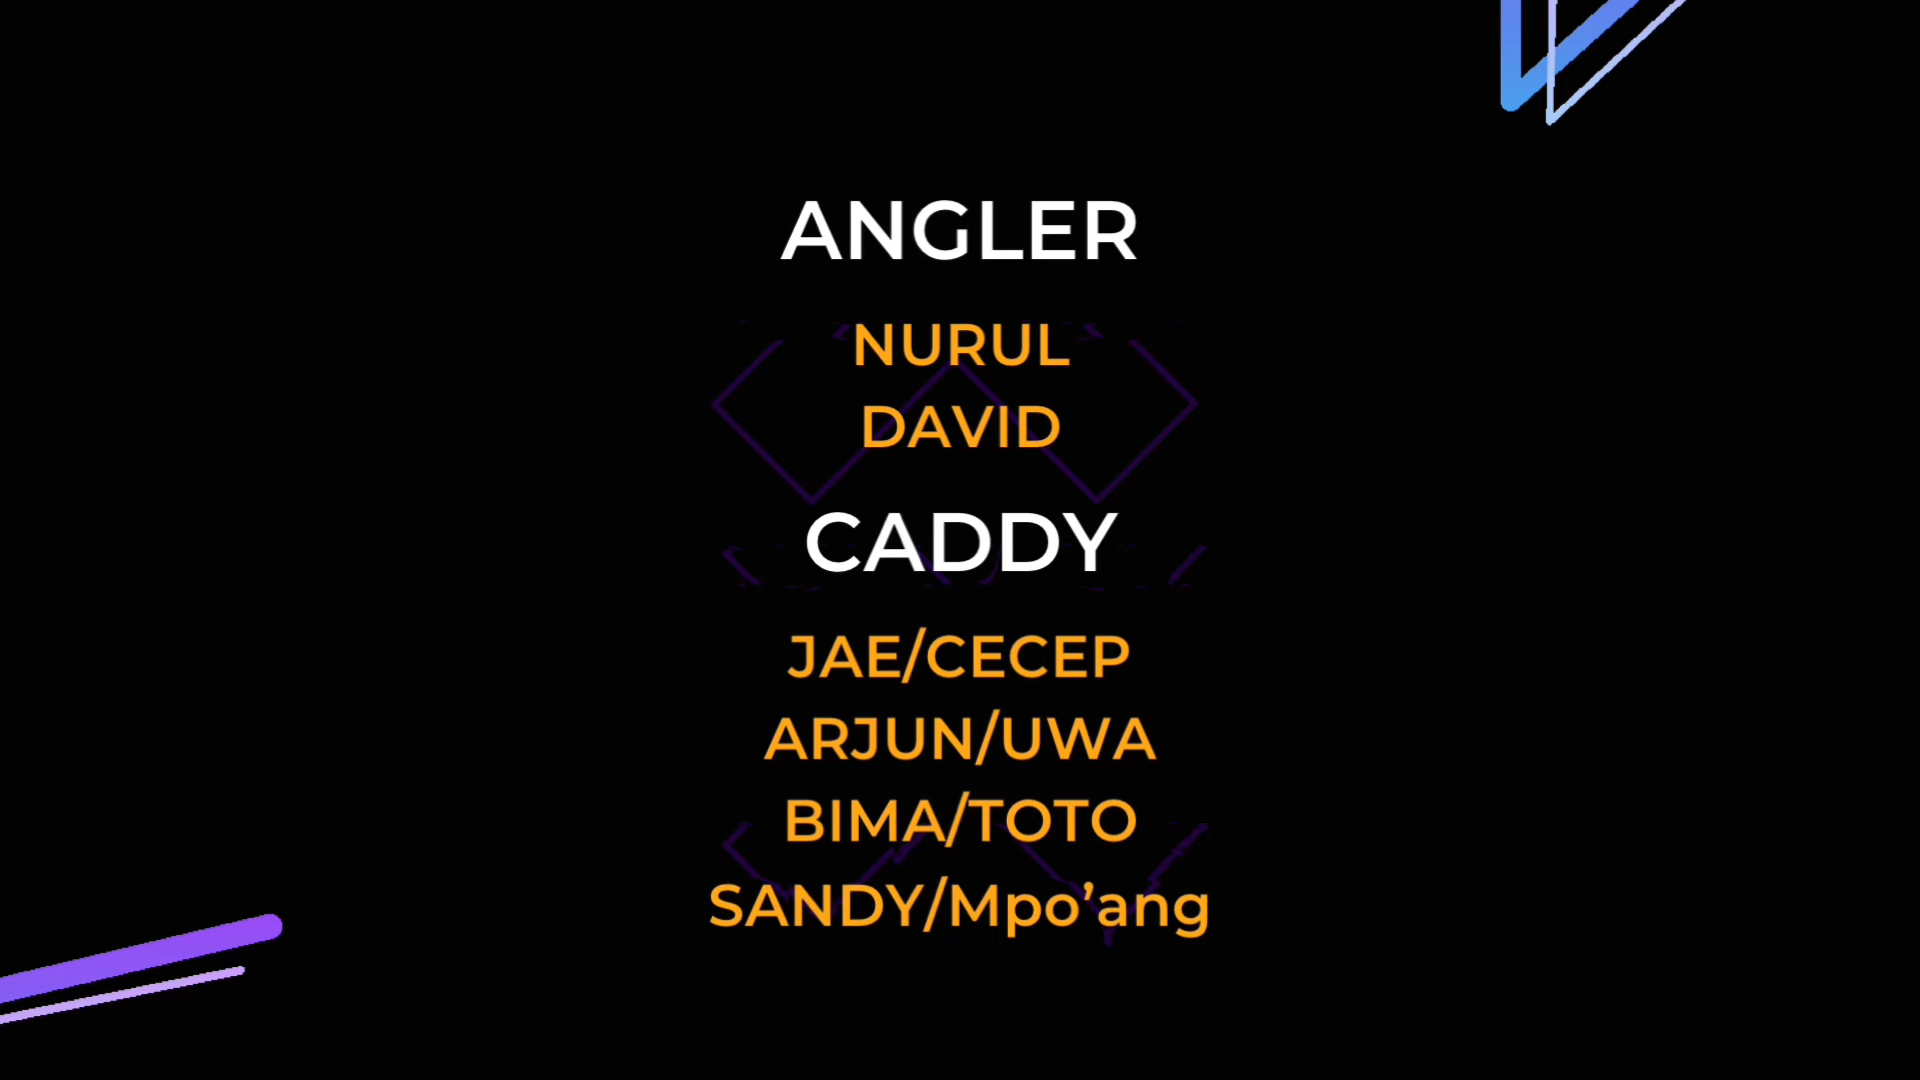 ANGLER
NURUL
DAVID
CADDY
JAE/CECEP
ARJUN/UWA
BIMA/TOTO
SANDY/Mpo’ang